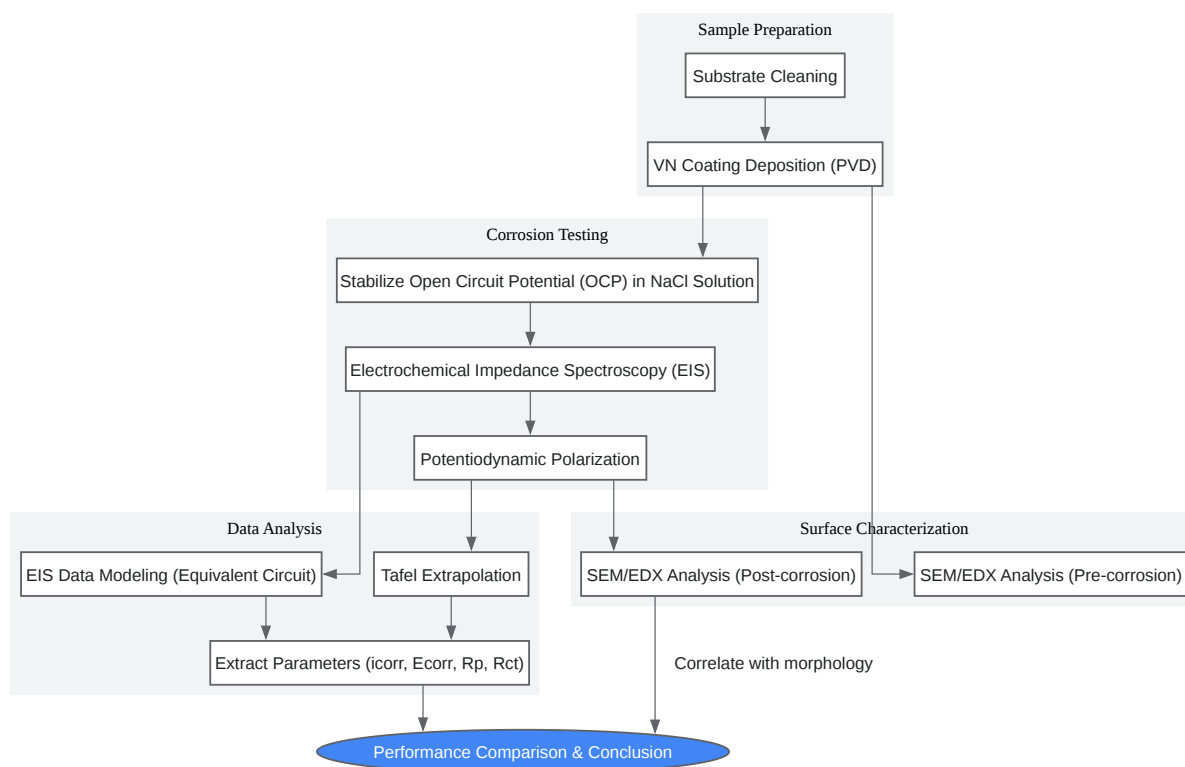 Sample Preparation
Substrate Cleaning
VN Coating Deposition (PVD)
Corrosion Testing
Stabilize Open Circuit Potential (OCP) in NaCl Solution
Electrochemical Impedance Spectroscopy (EIS)
Potentiodynamic Polarization
Data Analysis
EIS Data Modeling (Equivalent Circuit)
Tafel Extrapolation
Extract Parameters (icorr, Ecorr, Rp, Rct)
Surface Characterization
SEM/EDX Analysis (Post-corrosion)
SEM/EDX Analysis (Pre-corrosion)
Correlate with morphology
Performance Comparison & Conclusion